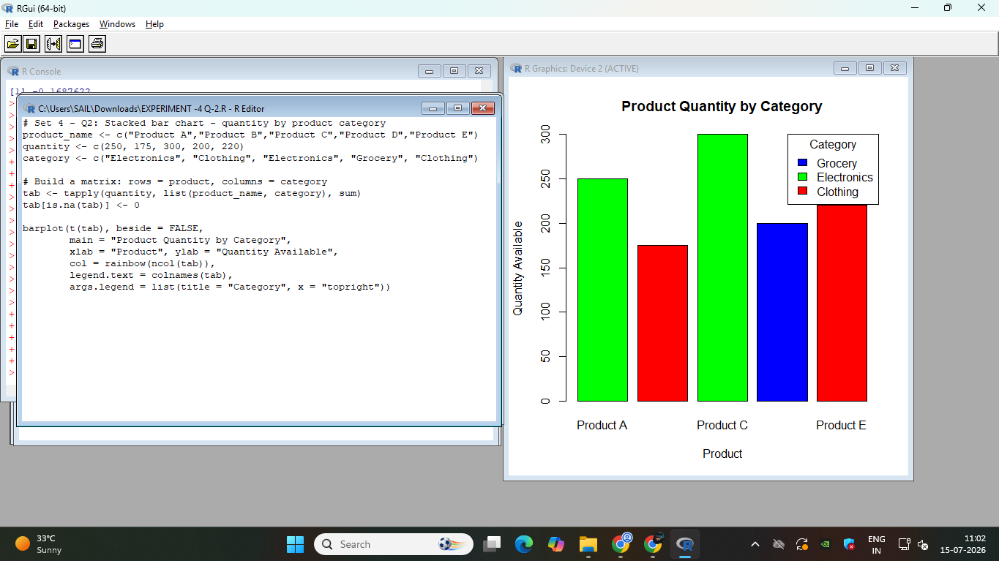 RGui (64-bit)
File Edit Packages Windows Help
R Console
[1] -0.1687622
>
>
>
>
>
+
+
+
>
>
>
>
>
>
>
>
>
>
+
+
+
+
+
>
C:\Users\SAIL\Downloads\EXPERIMENT -4 Q-2.R - R Editor
# Set 4 - Q2: Stacked bar chart - quantity by product category
product_name <- c("Product A","Product B","Product C","Product D","Product E")
quantity <- c(250, 175, 300, 200, 220)
category <- c("Electronics", "Clothing", "Electronics", "Grocery", "Clothing")
# Build a matrix: rows = product, columns = category
tab <- tapply(quantity, list(product_name, category), sum)
tab[is.na(tab)] <- 0
barplot(t(tab), beside = FALSE,
main = "Product Quantity by Category",
xlab = "Product", ylab = "Quantity Available",
col = rainbow(ncol(tab)),
legend.text = colnames(tab),
args.legend = list(title = "Category", x = "topright"))
R Graphics: Device 2 (ACTIVE)
Product Quantity by Category
Quantity Available
300
250
200
150
100
50
0
Category
Grocery
Electronics
Clothing
Product A Product C Product E
Product
33°C
Sunny
Search
ENG
IN
11:02
15-07-2026